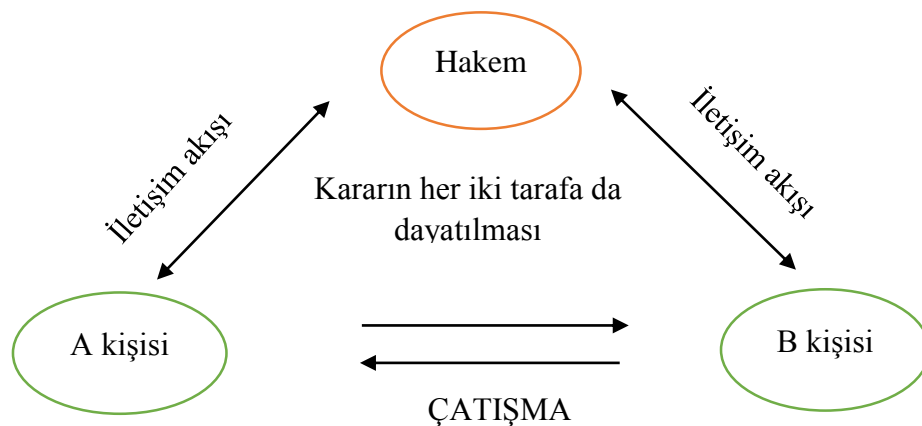 Hakem
İletişim akışı
İletişim akışı
Kararın her iki tarafa da
dayatılması
A kişisi
B kişisi
ÇATIŞMA